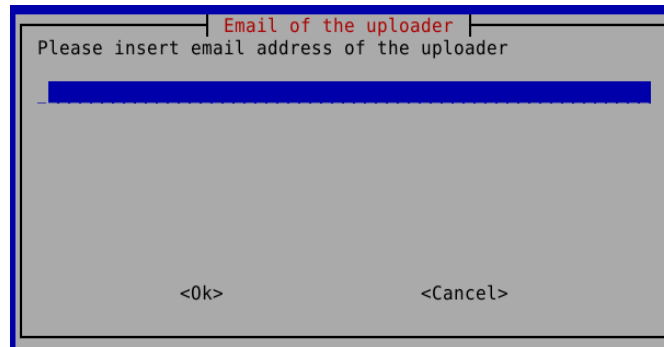 Email of the uploader
Please insert email address of the uploader
<Ok> <Cancel>